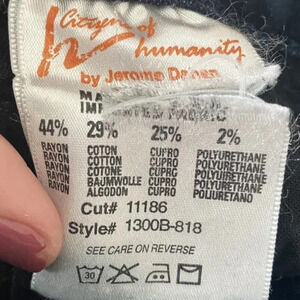 Citizens of
humanity
by Jerome Dahan
44% 29% 25% 2%
RAYON COTON CUPRO POLYURETHANE
RAYON COTTON CUPRO POLYURETHANE
RAYON COTONE CUPRO POLYURETHANE
RAYON BAUMWOLLE CUPRO POLYURETHANE
RAYON ALGODON CUPRO POLIURETANO
Cut# 11186
Style# 1300B-818
SEE CARE ON REVERSE
30